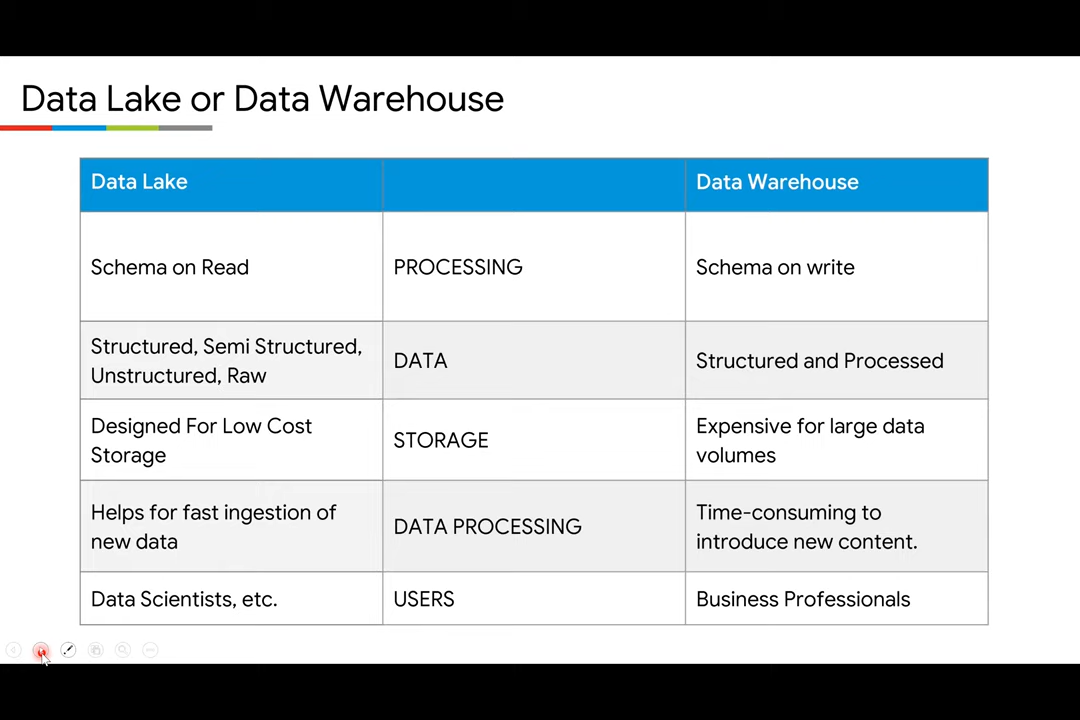 Data Lake or Data Warehouse
Data Lake
Data Warehouse
Schema on Read
PROCESSING
Schema on write
Structured, Semi Structured,
Unstructured, Raw
DATA
Structured and Processed
Designed For Low Cost
Storage
STORAGE
Expensive for large data
volumes
Helps for fast ingestion of
new data
DATA PROCESSING
Time-consuming to
introduce new content.
Data Scientists, etc.
USERS
Business Professionals